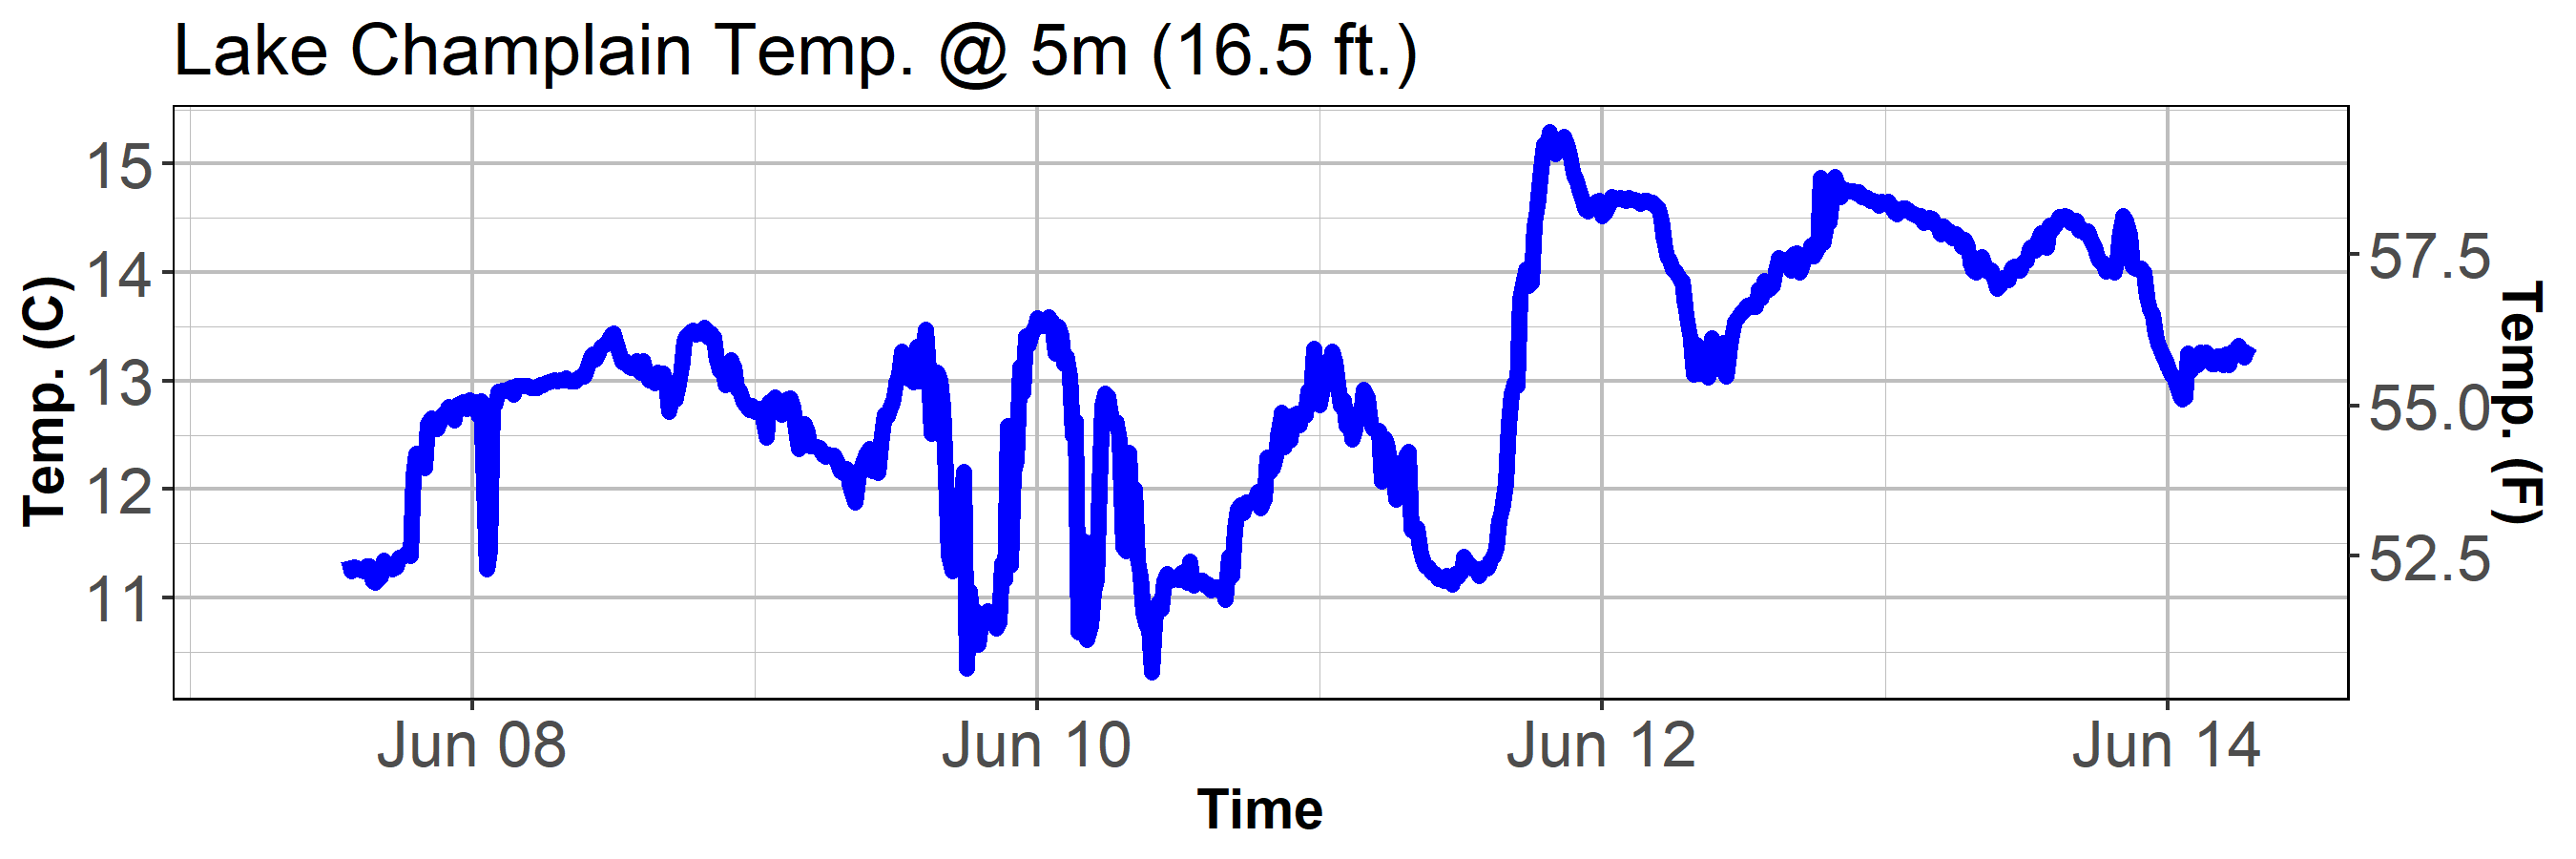 Lake Champlain Temp. @ 5m (16.5 ft.)
Temp. (C)
15
14
13
12
11
57.5
55.0
52.5
Temp. (F)
Jun 08 Jun 10 Jun 12 Jun 14
Time